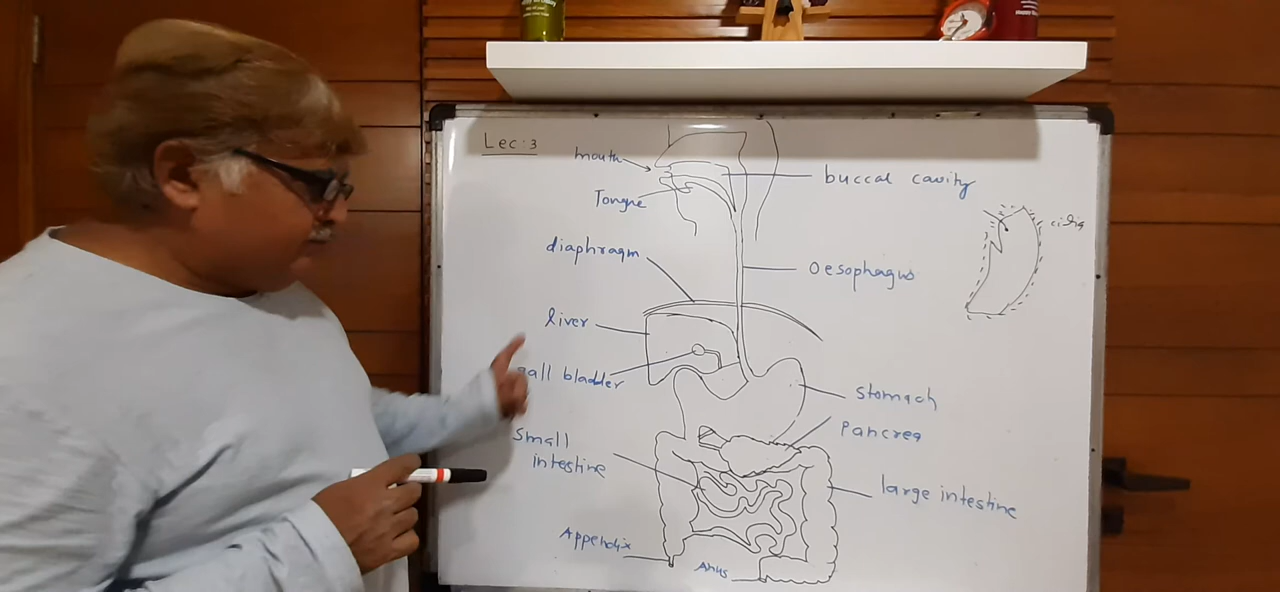 Lec: 3
mouth
buccal cavity
Tongue
cilia
diaphragm
Oesophagus
liver
gall bladder
stomach
Pancrea
Small
intestine
large intestine
Appendix
Anus